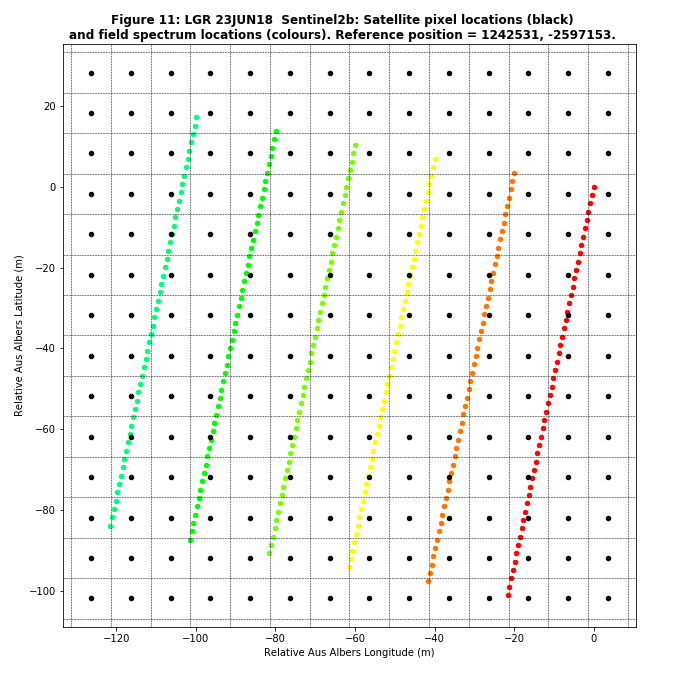 Figure 11: LGR 23JUN18  Sentinel2b: Satellite pixel locations (black)
and field spectrum locations (colours). Reference position = 1242531, -2597153.
20
0
−20
−40
−60
−80
−100
Relative Aus Albers Latitude (m)
−120 −100 −80 −60 −40 −20 0
Relative Aus Albers Longitude (m)